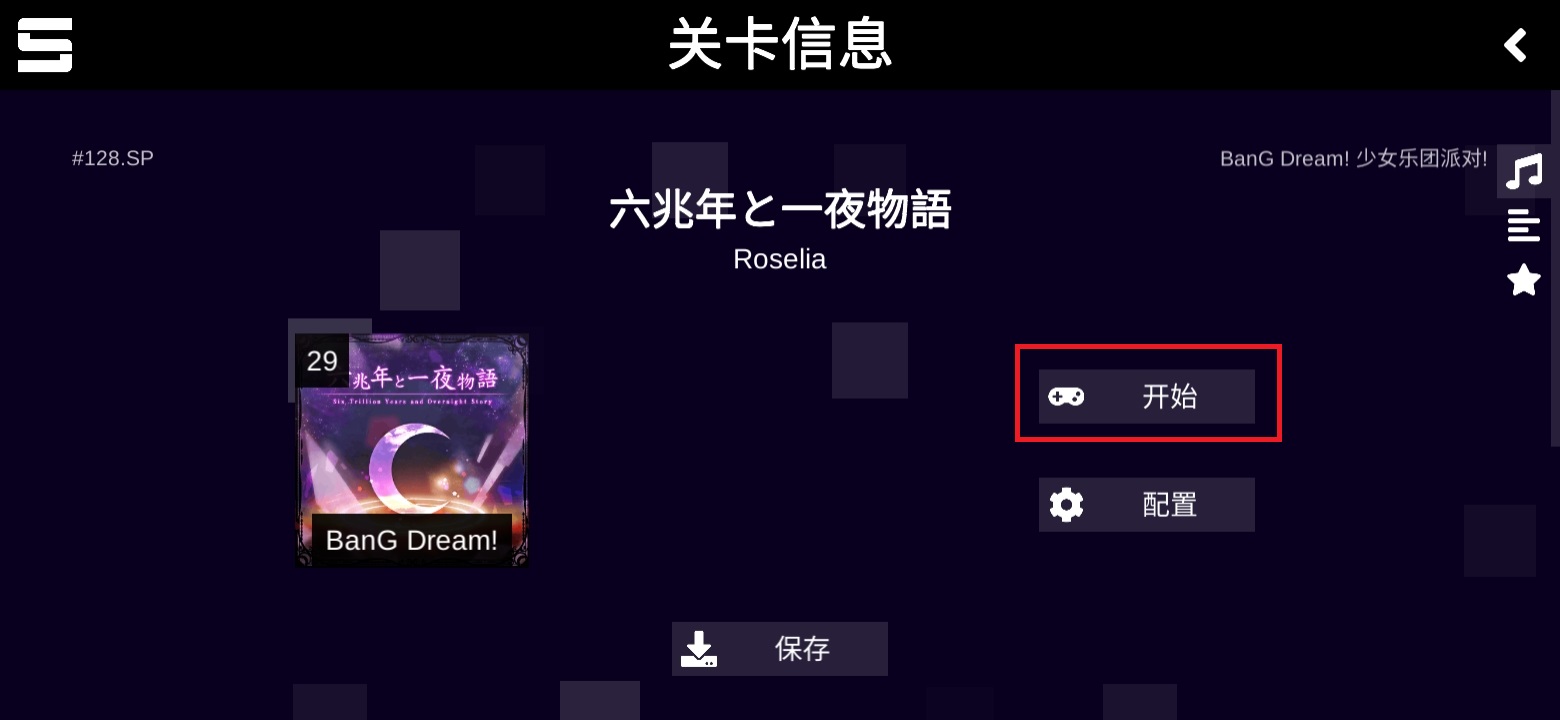 关卡信息
#128.SP
BanG Dream! 少女乐团派对!
六兆年と一夜物語
Roselia
29
六兆年と一夜物語
Six Trillion Years and Overnight Story
BanG Dream!
开始
配置
保存